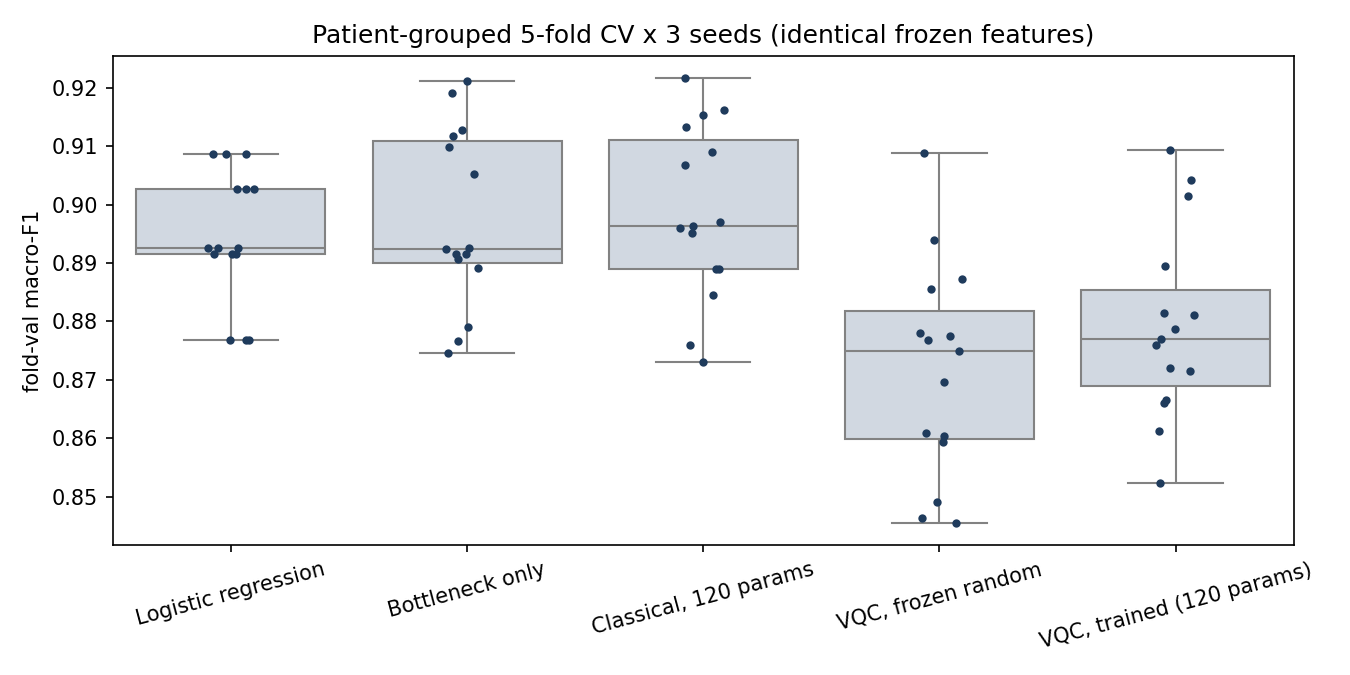 Patient-grouped 5-fold CV x 3 seeds (identical frozen features)
fold-val macro-F1
0.92
0.91
0.90
0.89
0.88
0.87
0.86
0.85
Logistic regression
Bottleneck only
Classical, 120 params
VQC, frozen random
VQC, trained (120 params)